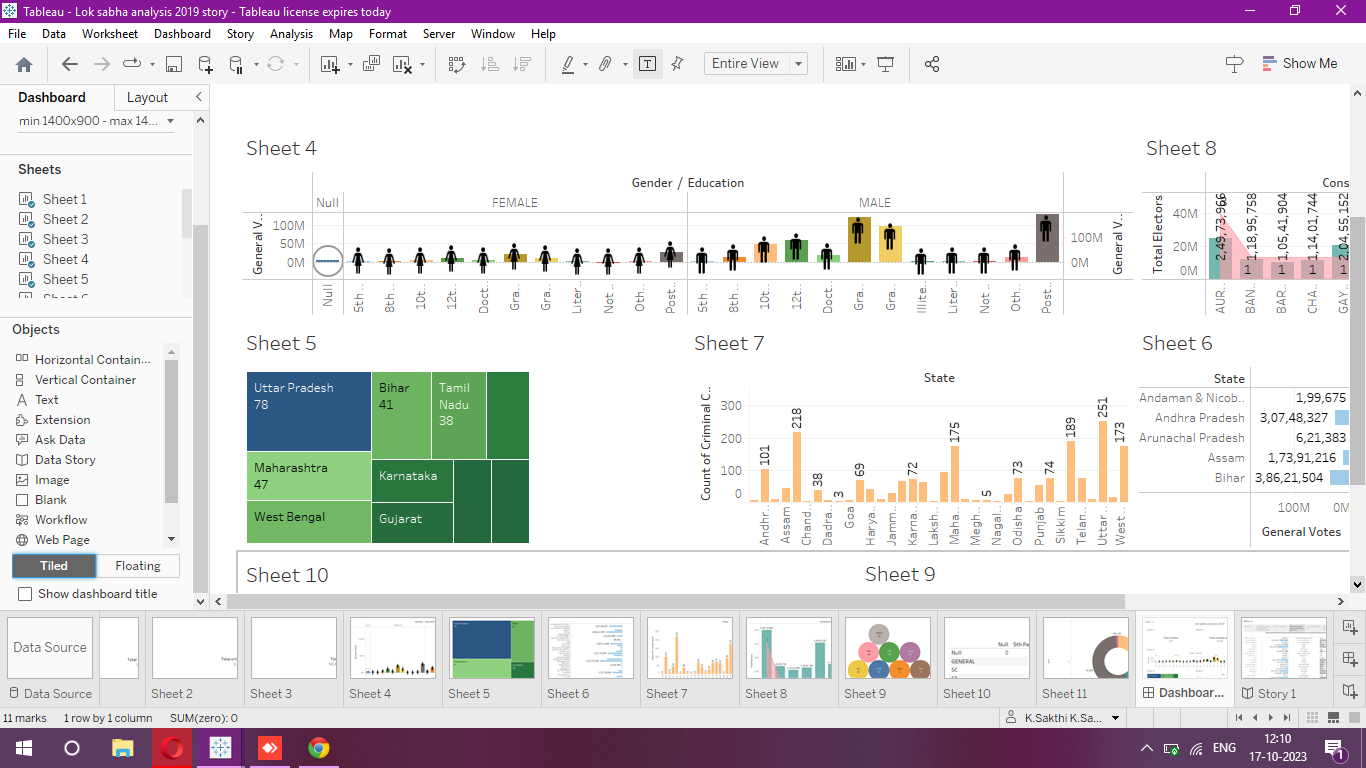 Tableau - Lok sabha analysis 2019 story - Tableau license expires today
File Data Worksheet Dashboard Story Analysis Map Format Server Window Help
Entire View
Show Me
Dashboard Layout
min 1400x900 - max 14...
Sheets
Sheet 1
Sheet 2
Sheet 3
Sheet 4
Sheet 5
Objects
Horizontal Contain...
Vertical Container
Text
Extension
Ask Data
Data Story
Image
Blank
Workflow
Web Page
Tiled Floating
Show dashboard title
Sheet 4
Gender / Education
Null FEMALE MALE
General V..
100M
50M
0M
100M
0M
General V..
Null 5th .. 8th .. 10t.. 12t.. Doct.. Gra.. Gra.. Liter.. Not .. Oth.. Post.. 5th .. 8th .. 10t.. 12t.. Doct.. Gra.. Gra.. Illite.. Liter.. Not .. Oth.. Post..
Sheet 8
Cons
Total Electors
40M
20M
0M
2,49,73,966 1,18,95,758 1,05,41,904 1,14,01,744 2,04,55,152
1 1 1 1
AUR.. BAN.. BAR.. CHA.. GAY..
Sheet 5
Uttar Pradesh
78
Bihar
41
Tamil
Nadu
38
Maharashtra
47
Karnataka
West Bengal
Gujarat
Sheet 7
State
Count of Criminal C..
300
200
100
0
101 218 38 3 69 72 175 5 73 74 189 251 173
Andhr.. Assam Chand.. Dadra.. Goa Harya.. Jamm.. Karna.. Laksh.. Maha.. Megh.. Nagal.. Odisha Punjab Sikkim Telan.. Uttar .. West ..
Sheet 6
State
Andaman & Nicob.. 1,99,675
Andhra Pradesh 3,07,48,327
Arunachal Pradesh 6,21,383
Assam 1,73,91,216
Bihar 3,86,21,504
100M 0M
General Votes
Sheet 10
Sheet 9
Data Source
Null 5th Pa
Null 0
GENERAL
SC
Data Source Sheet 2 Sheet 3 Sheet 4 Sheet 5 Sheet 6 Sheet 7 Sheet 8 Sheet 9 Sheet 10 Sheet 11 Dashboar... Story 1
11 marks 1 row by 1 column SUM(zero): 0
K.Sakthi K.Sa...
ENG
12:10
17-10-2023
1